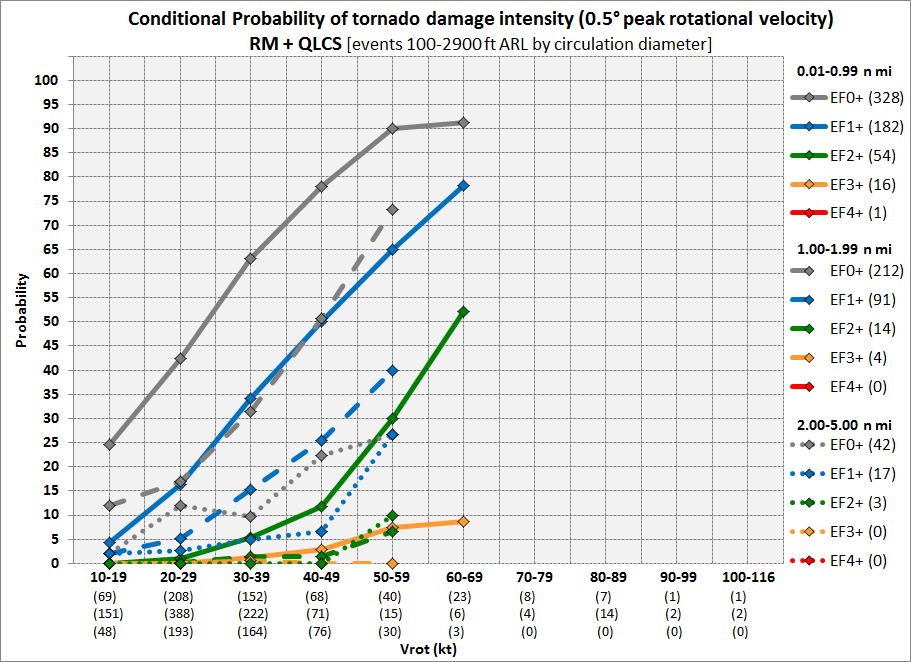 Conditional Probability of tornado damage intensity (0.5° peak rotational velocity)
RM + QLCS [events 100-2900 ft ARL by circulation diameter]
100
95
90
85
80
75
70
65
60
55
50
45
40
35
30
25
20
15
10
5
0
Probability
10-19 20-29 30-39 40-49 50-59 60-69 70-79 80-89 90-99 100-116
(69) (208) (152) (68) (40) (23) (8) (7) (1) (1)
(151) (388) (222) (71) (15) (6) (4) (14) (2) (2)
(48) (193) (164) (76) (30) (3) (0) (0) (0) (0)
Vrot (kt)
0.01-0.99 n mi
EF0+ (328)
EF1+ (182)
EF2+ (54)
EF3+ (16)
EF4+ (1)
1.00-1.99 n mi
EF0+ (212)
EF1+ (91)
EF2+ (14)
EF3+ (4)
EF4+ (0)
2.00-5.00 n mi
EF0+ (42)
EF1+ (17)
EF2+ (3)
EF3+ (0)
EF4+ (0)